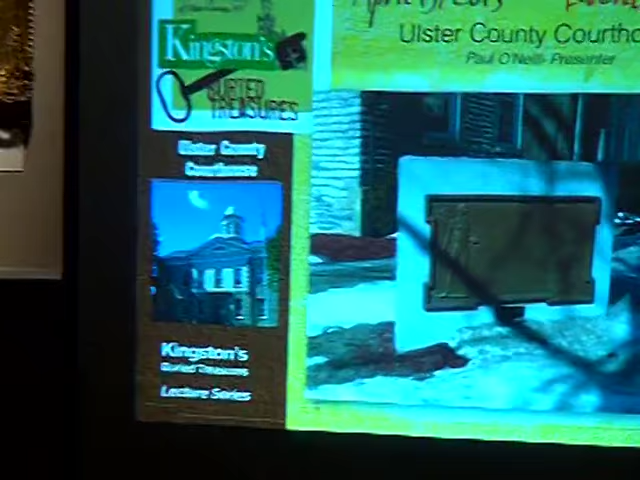 Kingston's
BURIED
TREASURES
Ulster County
Courthouse
Kingston's
Buried Treasures
Lecture Series
Ulster County Courtho
Paul O'Neill- Presenter